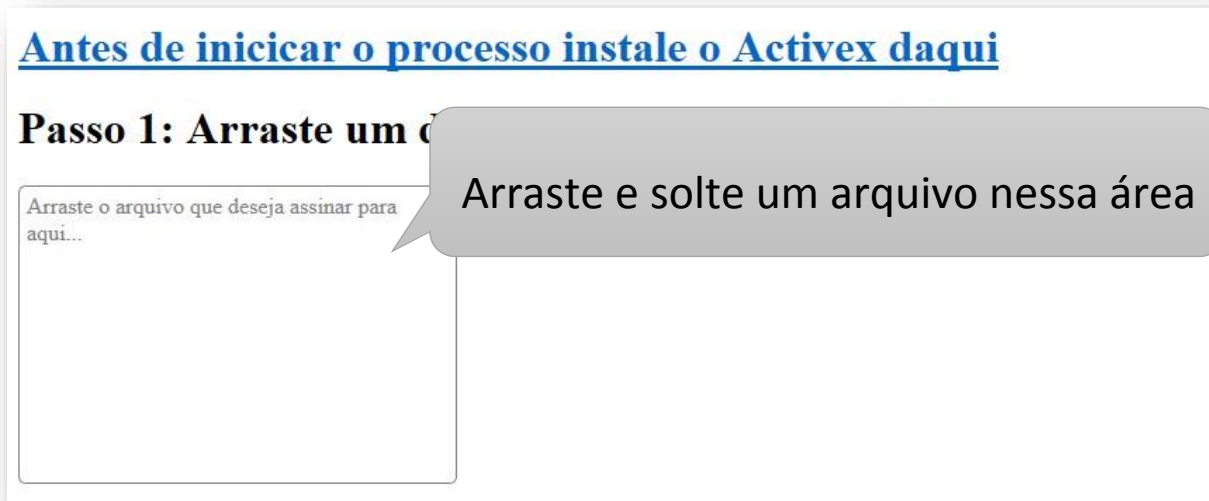 Antes de inicicar o processo instale o Activex daqui
Passo 1: Arraste um
Arraste e solte um arquivo nessa área
Arraste o arquivo que deseja assinar para
aqui...